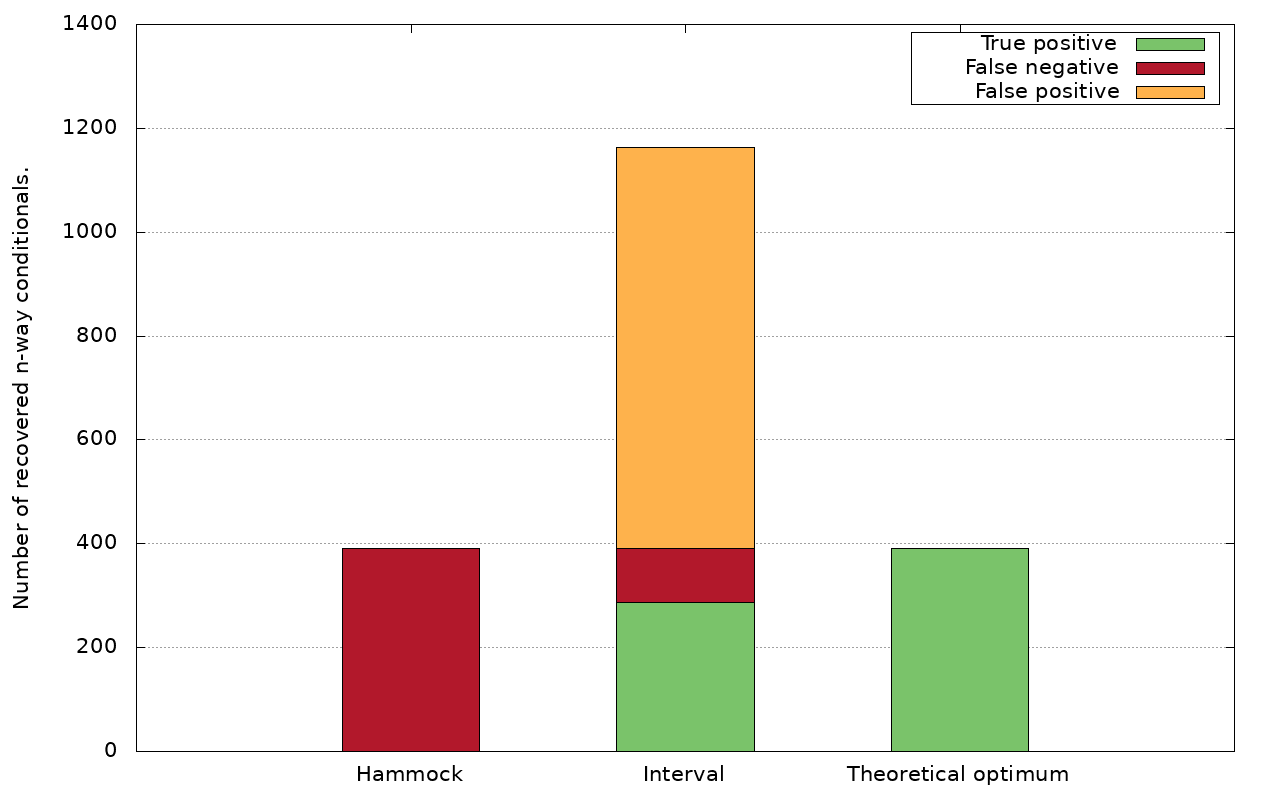 1400
1200
1000
800
600
400
200
0
Number of recovered n-way conditionals.
True positive
False negative
False positive
Hammock
Interval
Theoretical optimum